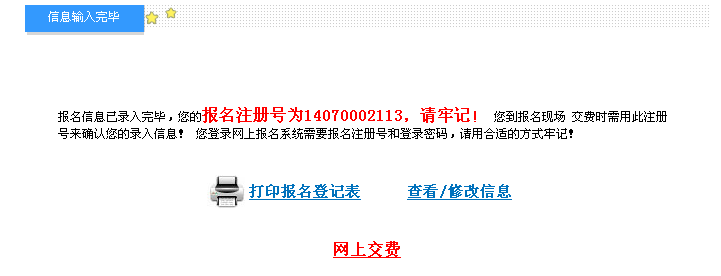 信息输入完毕
报名信息已录入完毕，您的报名注册号为14070002113，请牢记！ 您到报名现场 交费时需用此注册
号来确认您的录入信息！ 您登录网上报名系统需要报名注册号和登录密码，请用合适的方式牢记！
打印报名登记表 查看/修改信息
网上交费